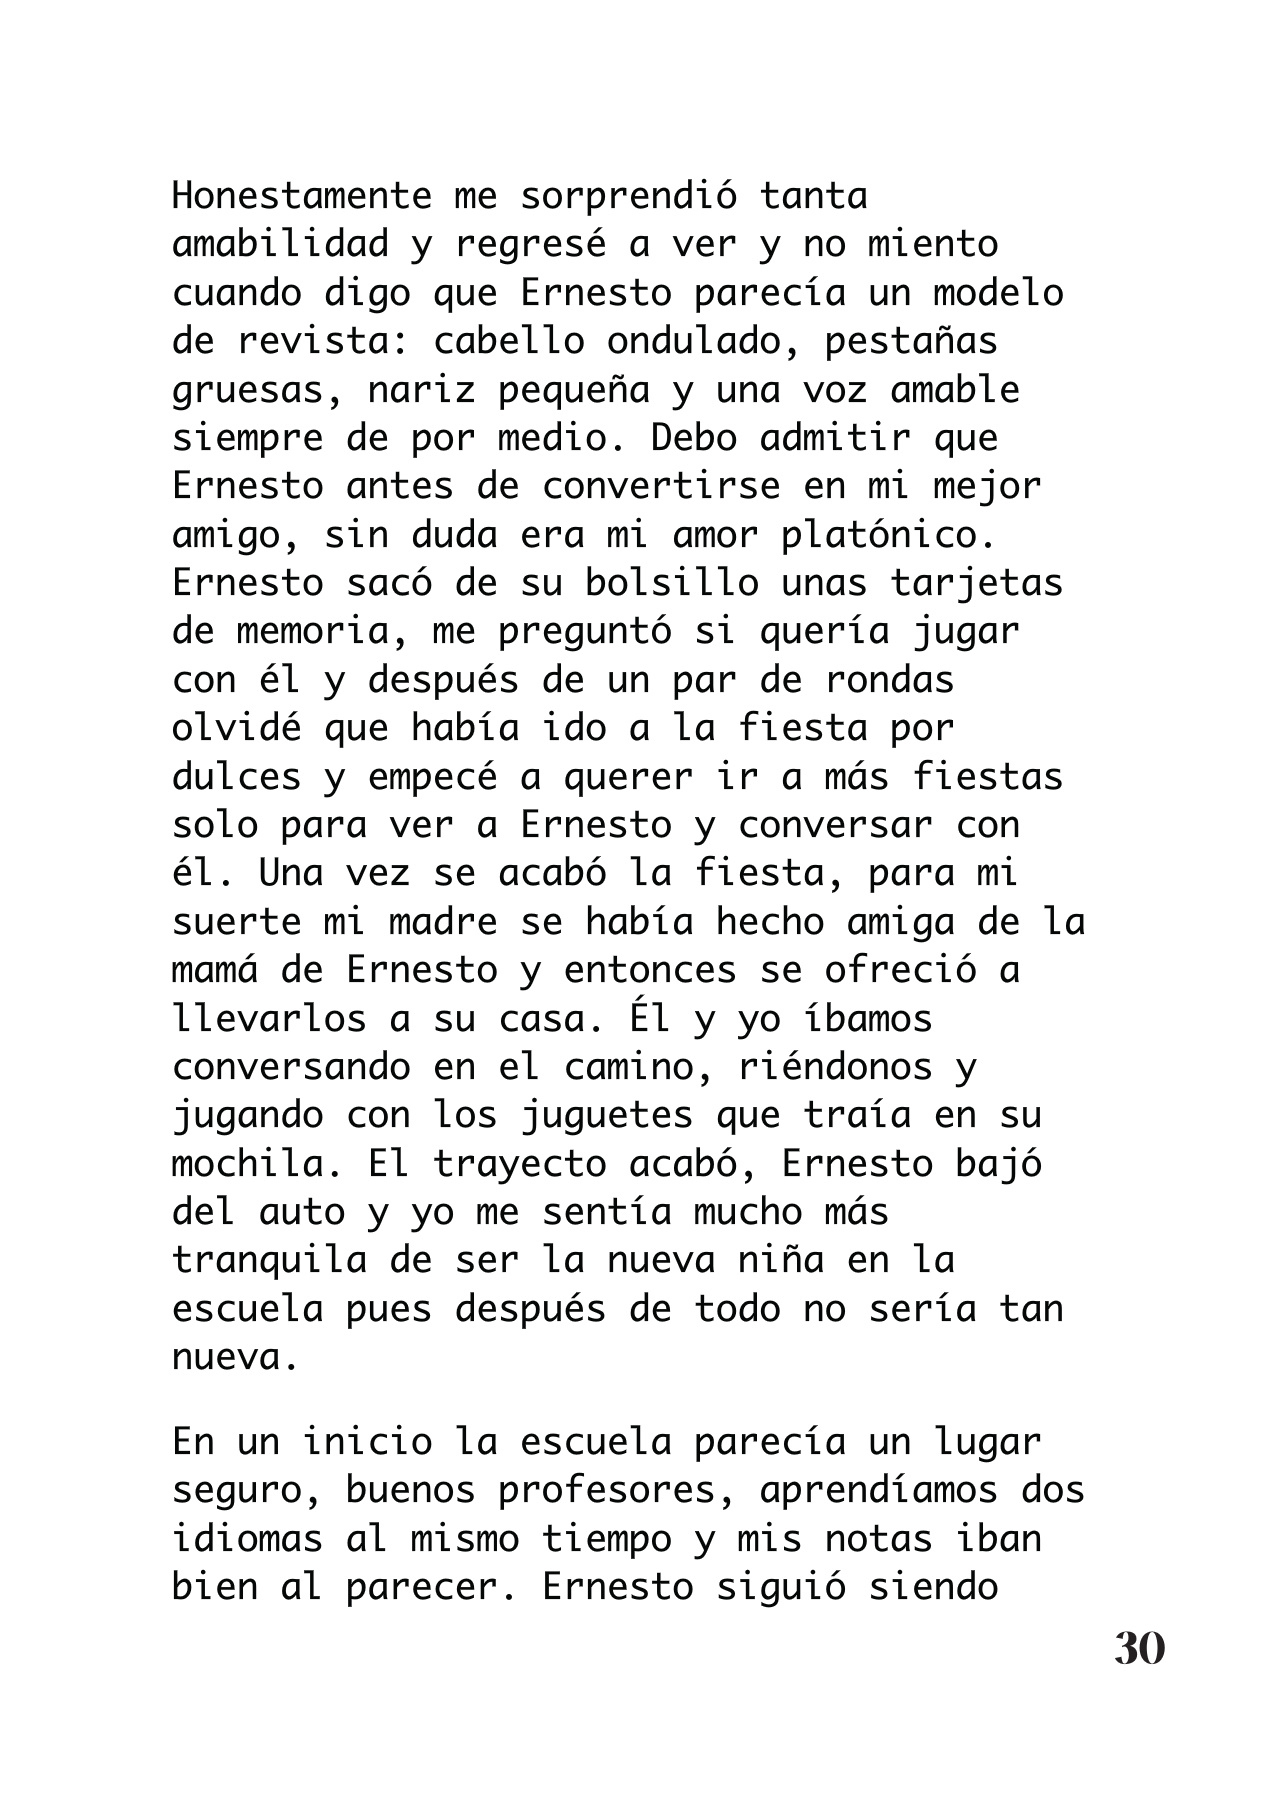 Honestamente me sorprendió tanta
amabilidad y regresé a ver y no miento
cuando digo que Ernesto parecía un modelo
de revista: cabello ondulado, pestañas
gruesas, nariz pequeña y una voz amable
siempre de por medio. Debo admitir que
Ernesto antes de convertirse en mi mejor
amigo, sin duda era mi amor platónico.
Ernesto sacó de su bolsillo unas tarjetas
de memoria, me preguntó si quería jugar
con él y después de un par de rondas
olvidé que había ido a la fiesta por
dulces y empecé a querer ir a más fiestas
solo para ver a Ernesto y conversar con
él. Una vez se acabó la fiesta, para mi
suerte mi madre se había hecho amiga de la
mamá de Ernesto y entonces se ofreció a
llevarlos a su casa. Él y yo íbamos
conversando en el camino, riéndonos y
jugando con los juguetes que traía en su
mochila. El trayecto acabó, Ernesto bajó
del auto y yo me sentía mucho más
tranquila de ser la nueva niña en la
escuela pues después de todo no sería tan
nueva.
En un inicio la escuela parecía un lugar
seguro, buenos profesores, aprendíamos dos
idiomas al mismo tiempo y mis notas iban
bien al parecer. Ernesto siguió siendo
30